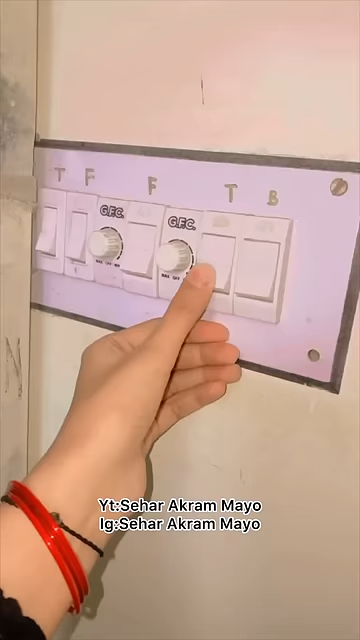 T F F T B
G.F.C.
G.F.C.
Yt:Sehar Akram Mayo
Ig:Sehar Akram Mayo